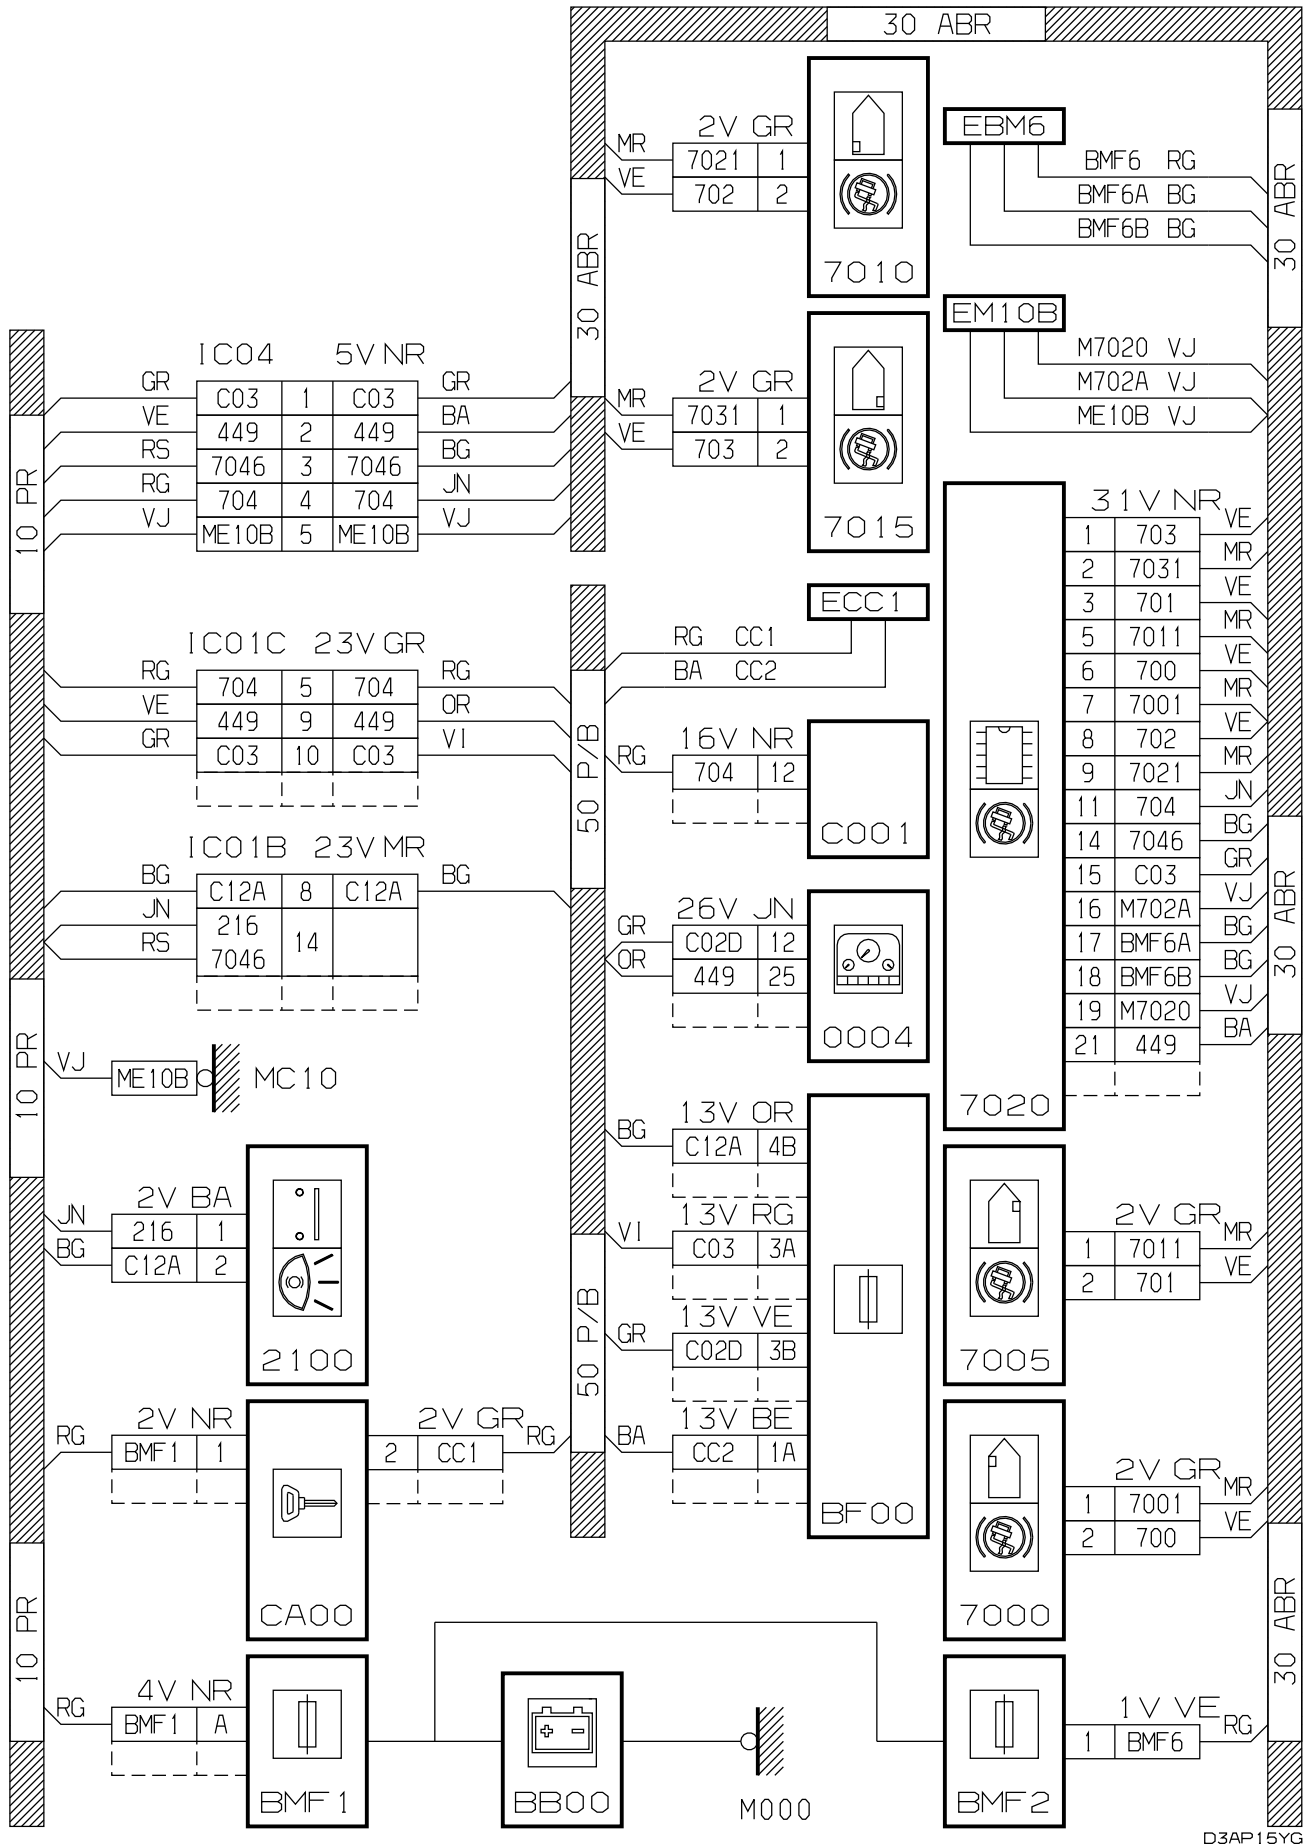 30 ABR
2V GR
MR 7021 1
VE 702 2
7010
EBM6
BMF6 RG
BMF6A BG
BMF6B BG
30 ABR
30 ABR
EM10B
M7020 VJ
M702A VJ
ME10B VJ
2V GR
MR 7031 1
VE 703 2
7015
IC04 5V NR
GR C03 1 C03 GR
VE 449 2 449 BA
RS 7046 3 7046 BG
RG 704 4 704 JN
VJ ME10B 5 ME10B VJ
10 PR
IC01C 23V GR
RG 704 5 704 RG
VE 449 9 449 OR
GR C03 10 C03 VI
IC01B 23V MR
BG C12A 8 C12A BG
JN 216
RS 7046
14
10 PR
VJ ME10B MC10
2V BA
JN 216 1
BG C12A 2
2100
2V NR
RG BMF1 1
2V GR
2 CC1 RG
CA00
10 PR
4V NR
RG BMF1 A
BMF1
BB00
+ -
M000
ECC1
RG CC1
BA CC2
50 P/B
16V NR
RG 704 12
C001
26V JN
GR C02D 12
OR 449 25
0004
13V OR
BG C12A 4B
13V RG
VI C03 3A
13V VE
GR C02D 3B
13V BE
BA CC2 1A
BF00
50 P/B
31V NR
1 703 VE
2 7031 MR
3 701 VE
5 7011 MR
6 700 VE
7 7001 MR
8 702 VE
9 7021 MR
11 704 JN
14 7046 BG
15 C03 GR
16 M702A VJ
17 BMF6A BG
18 BMF6B BG
19 M7020 VJ
21 449 BA
7020
30 ABR
2V GR
1 7011 MR
2 701 VE
7005
2V GR
1 7001 MR
2 700 VE
7000
30 ABR
1V VE
1 BMF6 RG
BMF2
D3AP15YG